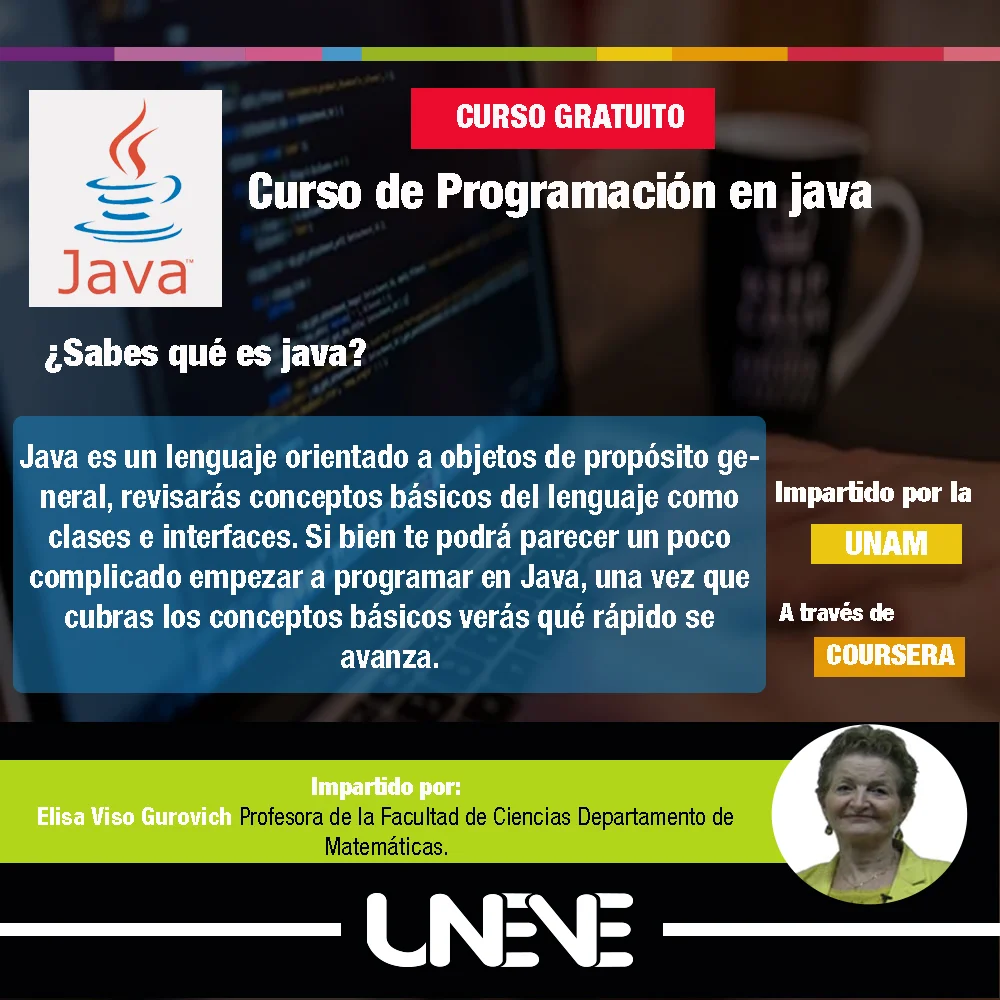 CURSO GRATUITO
Curso de Programación en java
Java™
¿Sabes qué es java?
Java es un lenguaje orientado a objetos de propósito ge-
neral, revisarás conceptos básicos del lenguaje como
clases e interfaces. Si bien te podrá parecer un poco
complicado empezar a programar en Java, una vez que
cubras los conceptos básicos verás qué rápido se
avanza.
Impartido por la
UNAM
A través de
COURSERA
Impartido por:
Elisa Viso Gurovich Profesora de la Facultad de Ciencias Departamento de
Matemáticas.
UNEVE